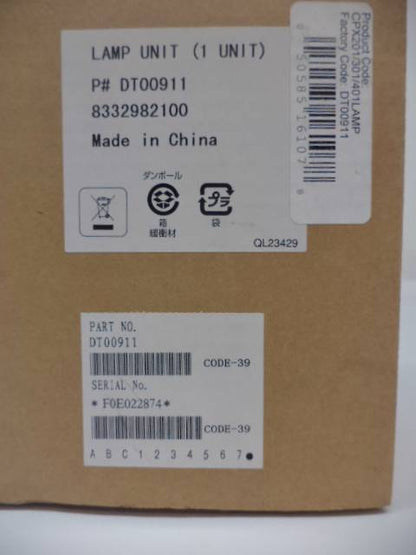 LAMP UNIT (1 UNIT)
P# DT00911
8332982100
Made in China
ダンボール
箱
緩衝材
プラ
袋
QL23429
Product Code:
CPX201/301/401LAMP
Factory Code: DT00911
50585 16107
PART NO.
DT00911
CODE-39
SERIAL No.
*F0E022874*
CODE-39
A B C 1 2 3 4 5 6 7 ●